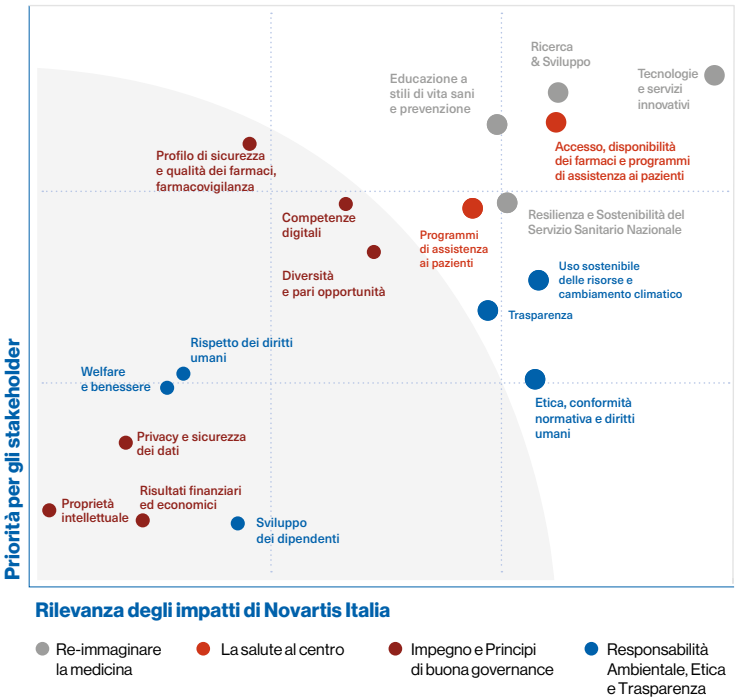 Ricerca
& Sviluppo
Tecnologie
e servizi
innovativi
Educazione a
stili di vita sani
e prevenzione
Accesso, disponibilità
dei farmaci e programmi
di assistenza ai pazienti
Profilo di sicurezza
e qualità dei farmaci,
farmacovigilanza
Competenze
digitali
Programmi
di assistenza
ai pazienti
Resilienza e Sostenibilità del
Servizio Sanitario Nazionale
Diversità
e pari opportunità
Uso sostenibile
delle risorse e
cambiamento climatico
Trasparenza
Rispetto dei diritti
umani
Welfare
e benessere
Etica, conformità
normativa e diritti
umani
Privacy e sicurezza
dei dati
Proprietà
intellettuale
Risultati finanziari
ed economici
Sviluppo
dei dipendenti
Priorità per gli stakeholder
Rilevanza degli impatti di Novartis Italia
Re-immaginare
la medicina
La salute al centro
Impegno e Principi
di buona governance
Responsabilità
Ambientale, Etica
e Trasparenza